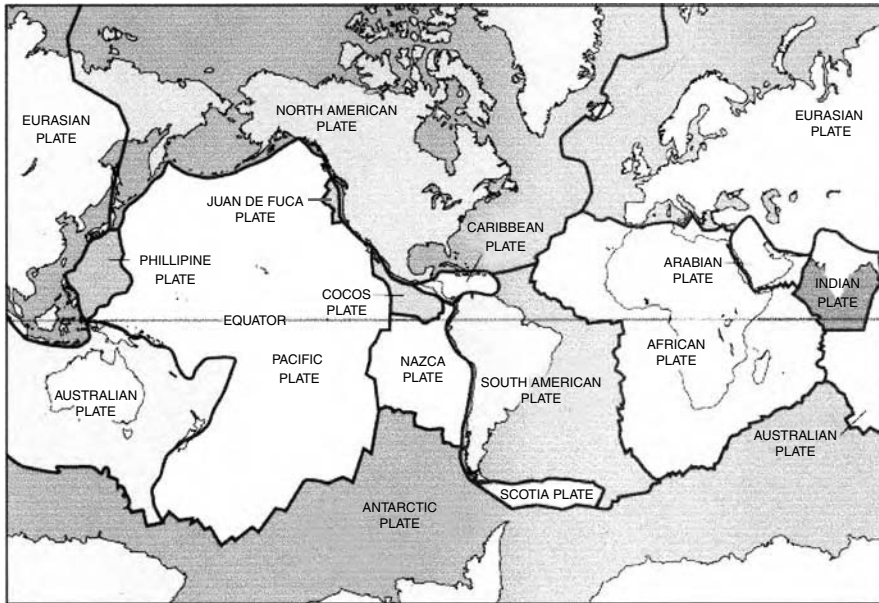 EURASIAN
PLATE
NORTH AMERICAN
PLATE
EURASIAN
PLATE
JUAN DE FUCA
PLATE
CARIBBEAN
PLATE
PHILLIPINE
PLATE
ARABIAN
PLATE
INDIAN
PLATE
COCOS
PLATE
EQUATOR
AFRICAN
PLATE
PACIFIC
PLATE
NAZCA
PLATE
SOUTH AMERICAN
PLATE
AUSTRALIAN
PLATE
AUSTRALIAN
PLATE
SCOTIA PLATE
ANTARCTIC
PLATE